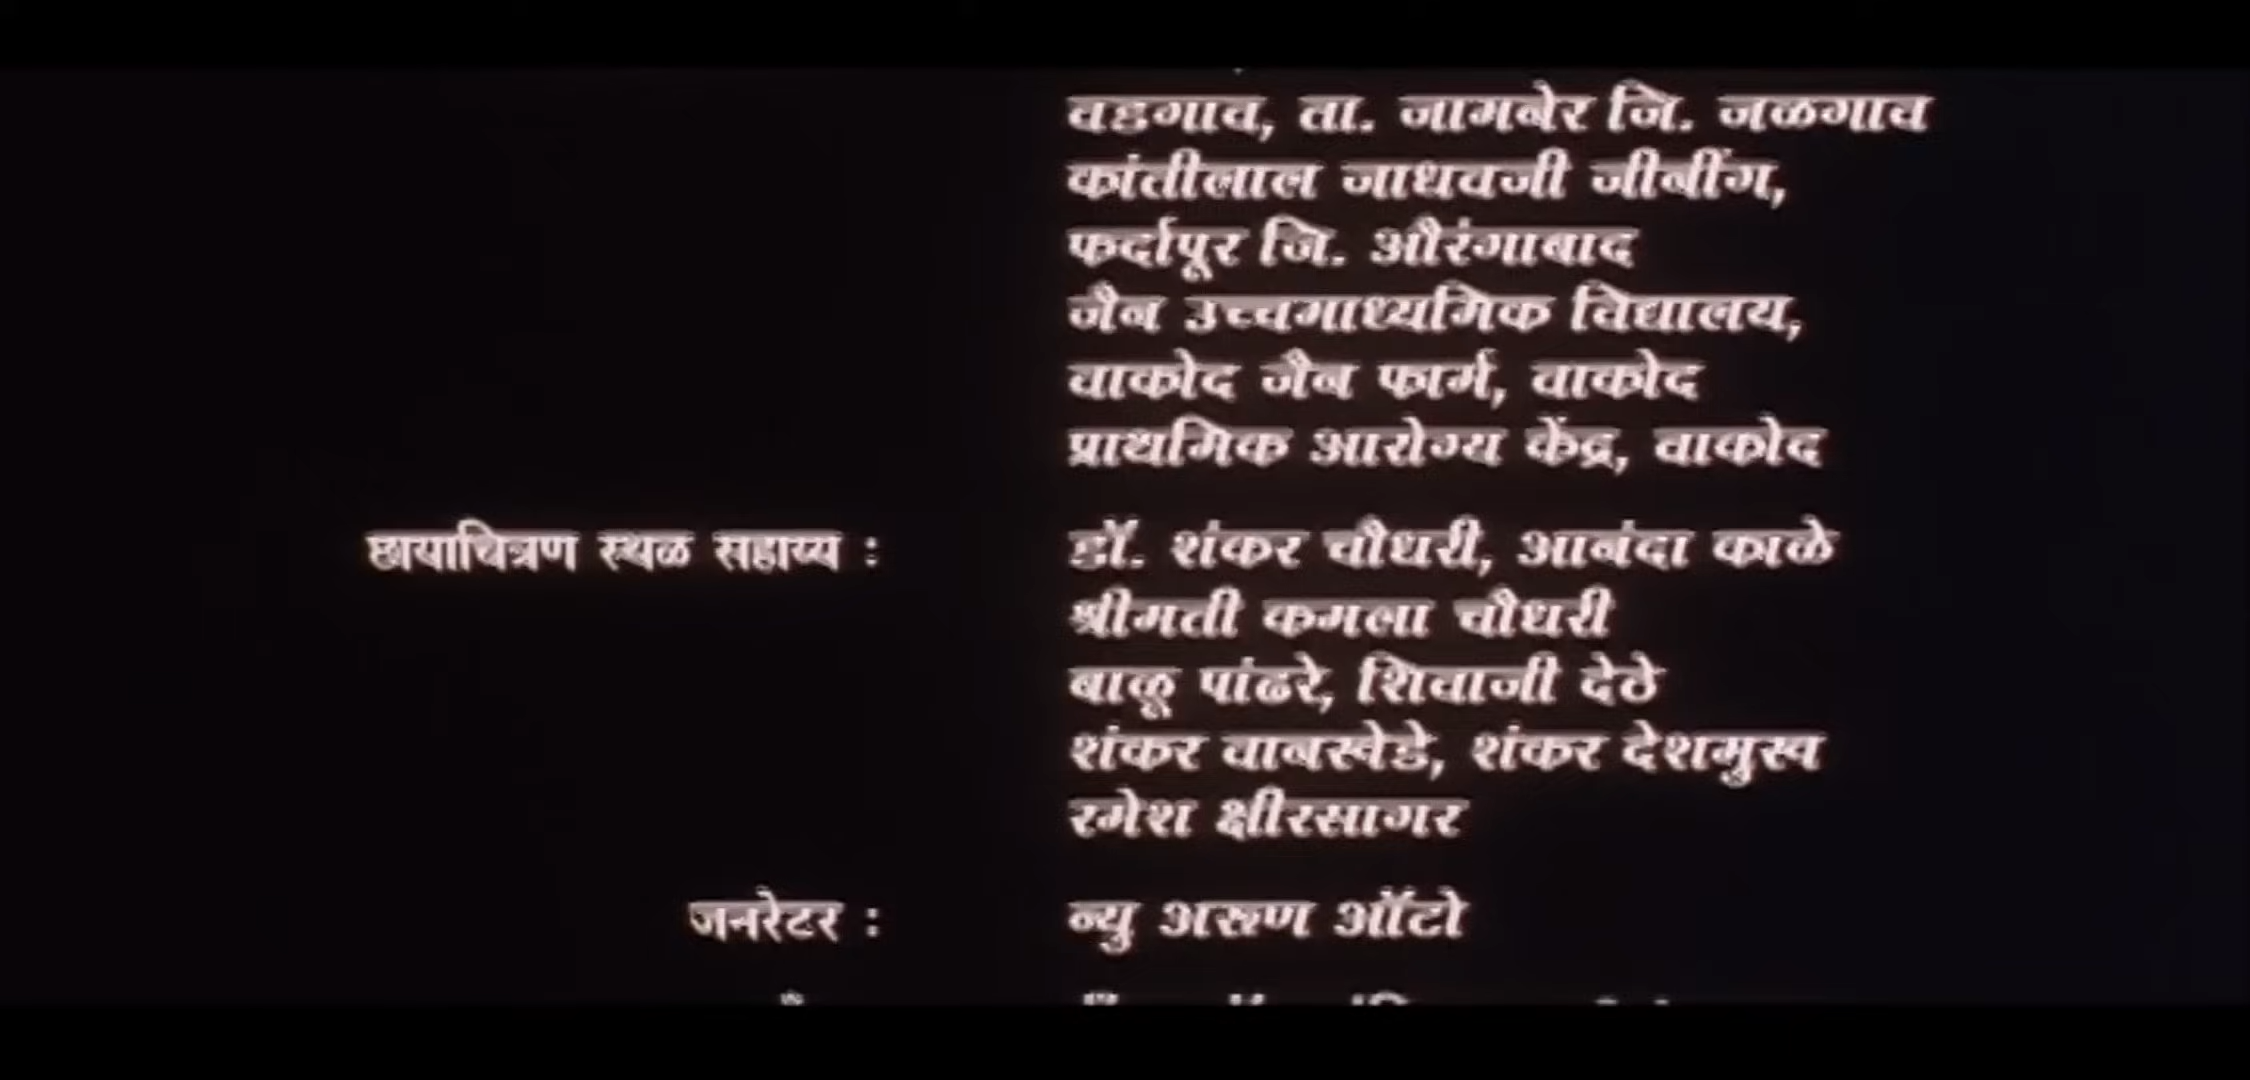 वडगाव, ता. जामनेर जि. जळगाव
कांतीलाल जाधवजी जीनींग,
फर्दापूर जि. औरंगाबाद
जैन उच्चमाध्यमिक विद्यालय,
वाकोद जैन फार्म, वाकोद
प्राथमिक आरोग्य केंद्र, वाकोद
छायाचित्रण स्थळ सहाय्य : डॉ. शंकर चौधरी, आनंदा काळे
श्रीमती कमला चौधरी
बाळू पांढरे, शिवाजी देठे
शंकर वानखेडे, शंकर देशमुख
रमेश क्षीरसागर
जनरेटर : न्यु अरूण ऑटो